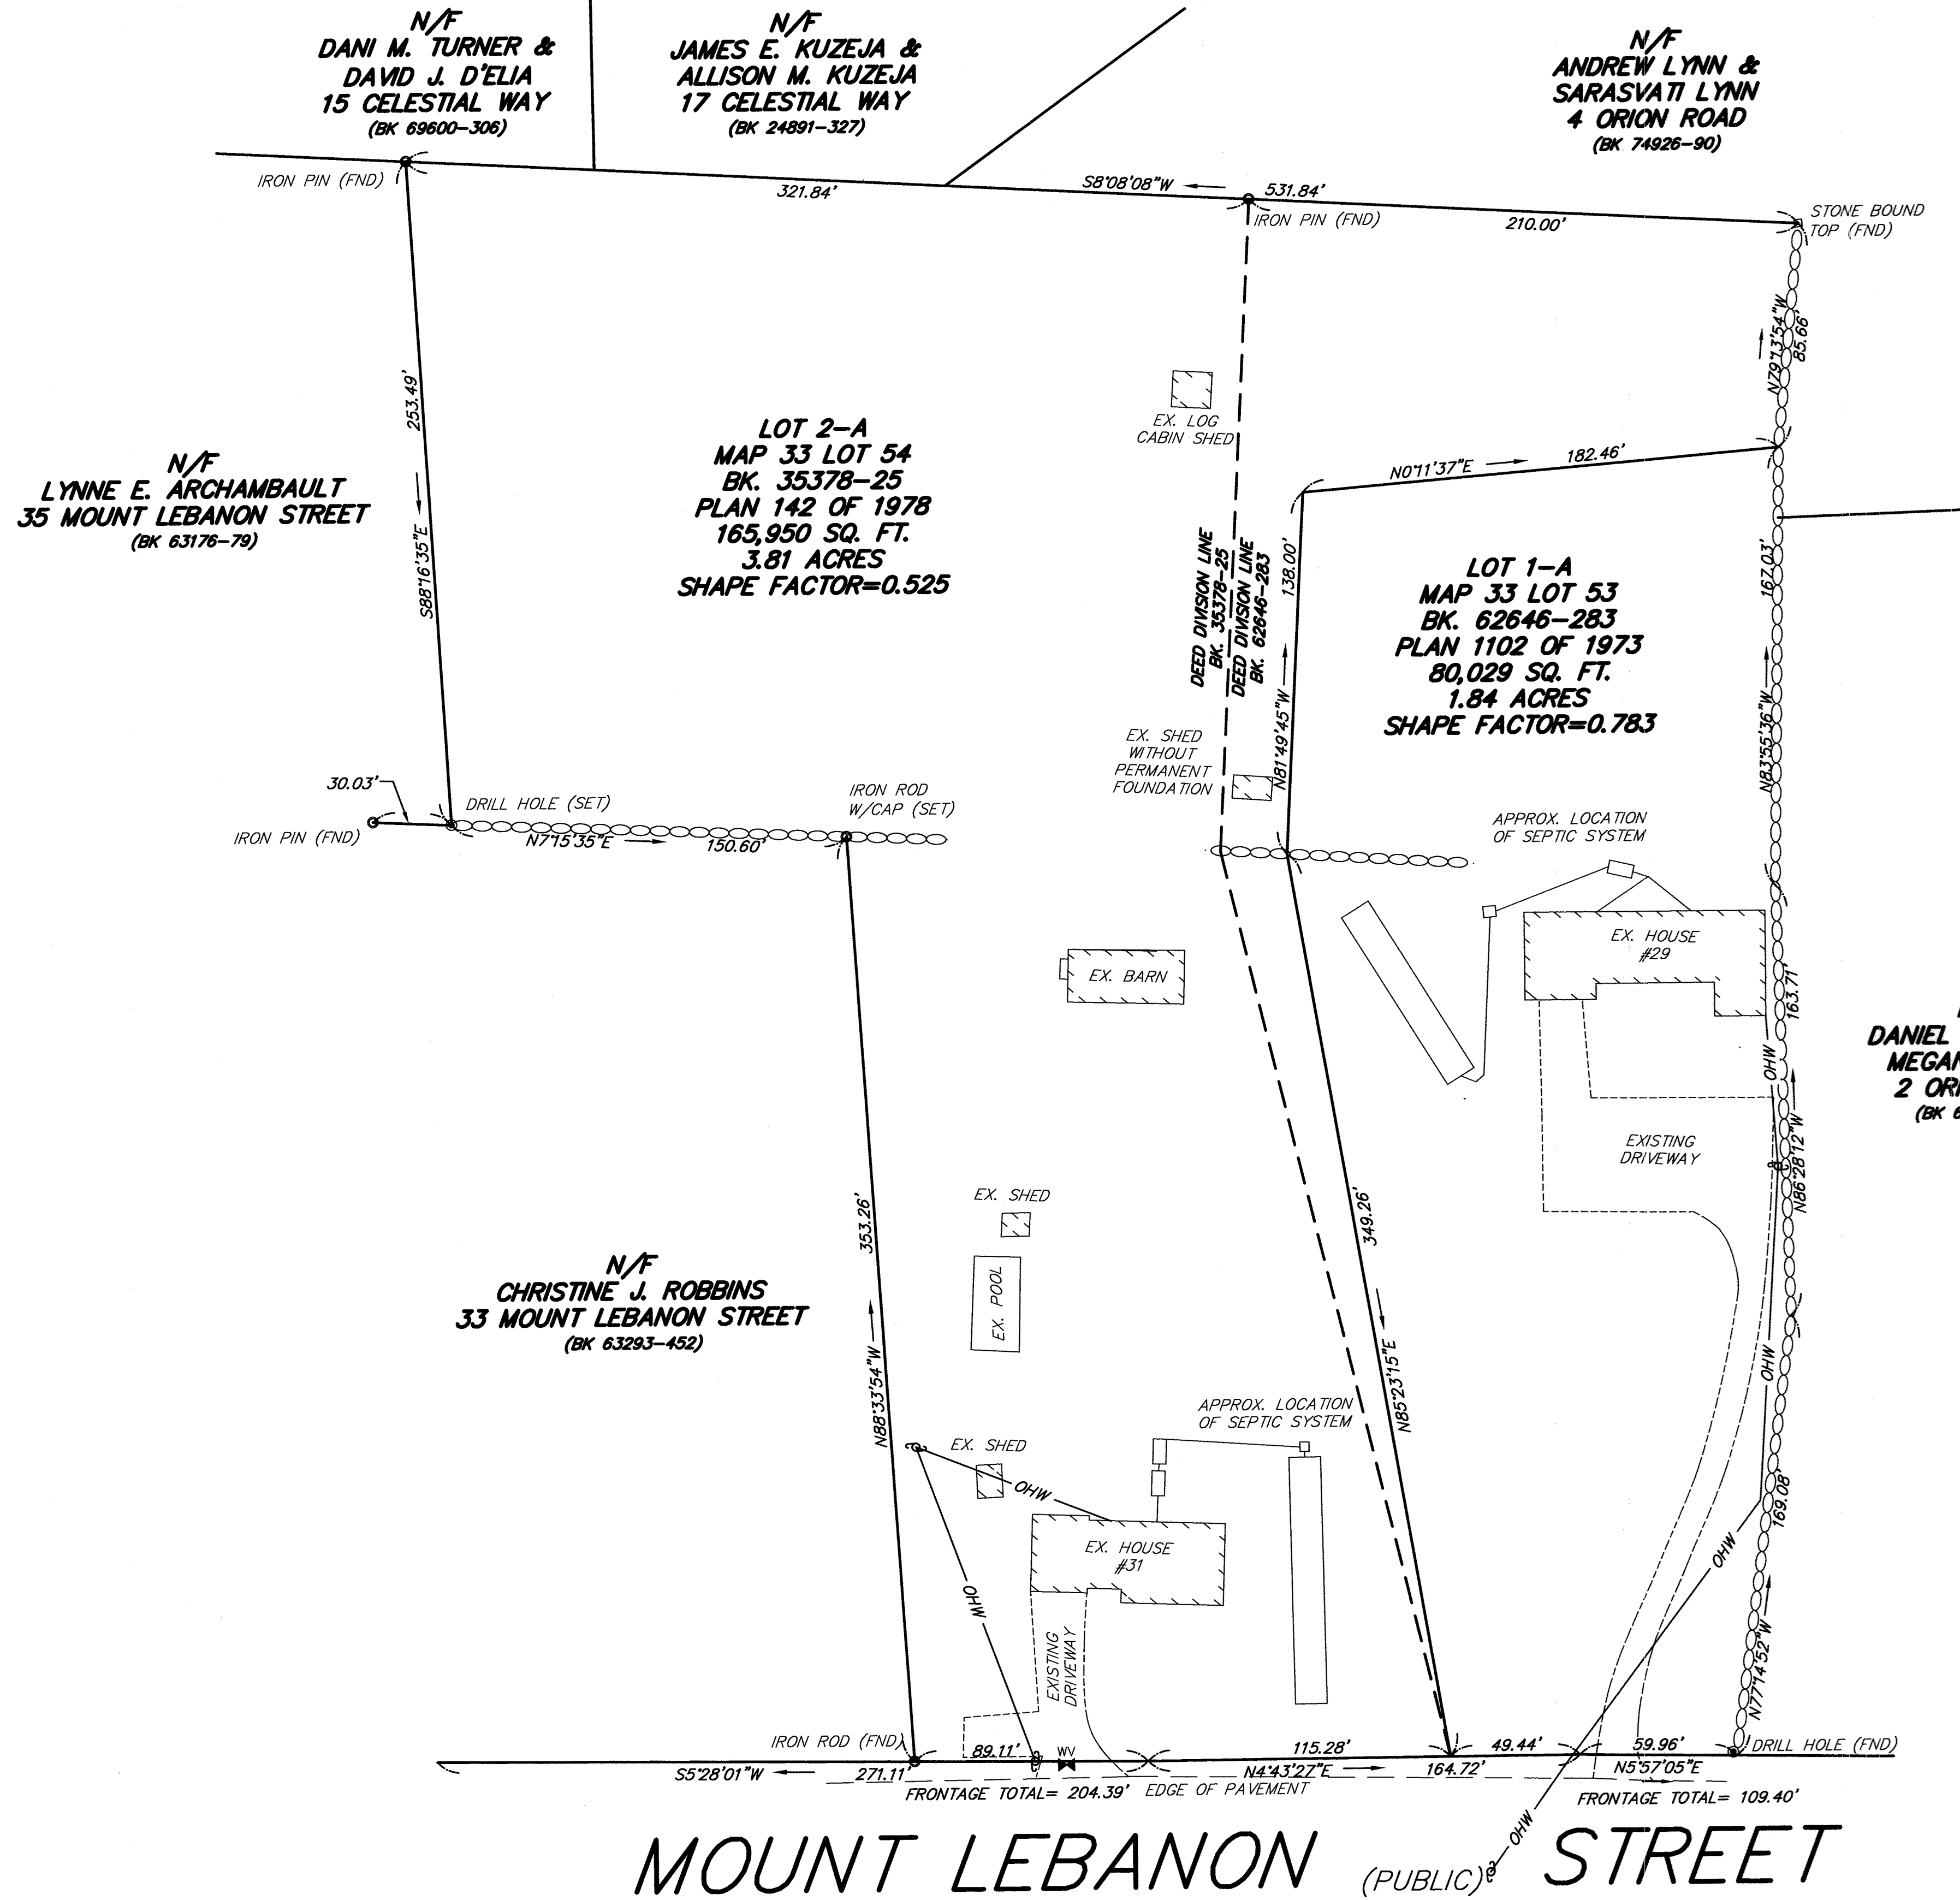 N/F
DANI M. TURNER &
DAVID J. D'ELIA
15 CELESTIAL WAY
(BK 69600-306)
N/F
JAMES E. KUZEJA &
ALLISON M. KUZEJA
17 CELESTIAL WAY
(BK 24891-327)
N/F
ANDREW LYNN &
SARASVATI LYNN
4 ORION ROAD
(BK 74926-90)
IRON PIN (FND)
321.84'
S8°08'08"W
531.84'
IRON PIN (FND)
210.00'
STONE BOUND
TOP (FND)
253.49'
S88°16'35"E
N79°13'54"W
85.66'
EX. LOG
CABIN SHED
N0°11'37"E
182.46'
N/F
LYNNE E. ARCHAMBAULT
35 MOUNT LEBANON STREET
(BK 63176-79)
LOT 2-A
MAP 33 LOT 54
BK. 35378-25
PLAN 142 OF 1978
165,950 SQ. FT.
3.81 ACRES
SHAPE FACTOR=0.525
DEED DIVISION LINE
BK. 35378-25
DEED DIVISION LINE
BK. 62646-283
138.00'
N81°49'45"W
LOT 1-A
MAP 33 LOT 53
BK. 62646-283
PLAN 1102 OF 1973
80,029 SQ. FT.
1.84 ACRES
SHAPE FACTOR=0.783
167.03'
N83°55'36"W
EX. SHED
WITHOUT
PERMANENT
FOUNDATION
30.03'
IRON PIN (FND)
DRILL HOLE (SET)
N7°15'35"E
150.60'
IRON ROD
W/CAP (SET)
APPROX. LOCATION
OF SEPTIC SYSTEM
EX. BARN
EX. HOUSE
#29
163.71'
OHW
N86°28'12"W
DANIEL
MEGAN
2 ORI
(BK 6
EXISTING
DRIVEWAY
353.26'
N88°33'54"W
EX. SHED
EX. POOL
349.26'
N85°23'15"E
N/F
CHRISTINE J. ROBBINS
33 MOUNT LEBANON STREET
(BK 63293-452)
OHW
APPROX. LOCATION
OF SEPTIC SYSTEM
EX. SHED
OHW
169.08'
OHW
N77°14'52"W
EX. HOUSE
#31
OHW
EXISTING
DRIVEWAY
IRON ROD (FND)
89.11'
WV
115.28'
49.44'
59.96'
DRILL HOLE (FND)
S5°28'01"W
271.11'
N4°43'27"E
164.72'
N5°57'05"E
FRONTAGE TOTAL= 204.39'
EDGE OF PAVEMENT
FRONTAGE TOTAL= 109.40'
OHW
MOUNT LEBANON (PUBLIC) STREET